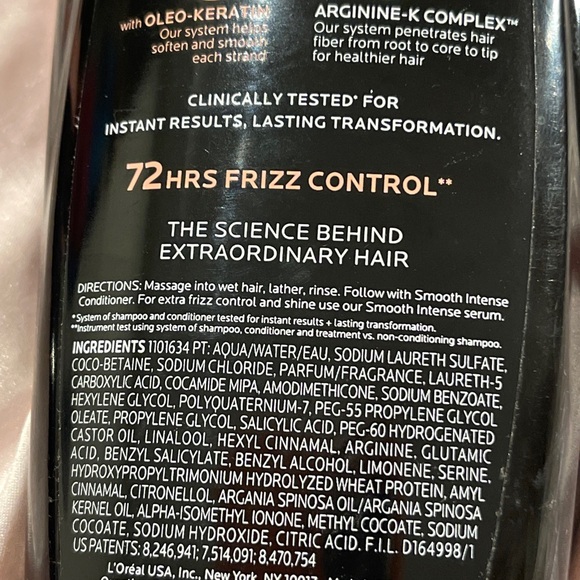 with OLEO-KERATIN
Our system helps
soften and smooth
each strand
ARGININE-K COMPLEX™
Our system penetrates hair
fiber from root to core to tip
for healthier hair
CLINICALLY TESTED* FOR
INSTANT RESULTS, LASTING TRANSFORMATION.
72HRS FRIZZ CONTROL**
THE SCIENCE BEHIND
EXTRAORDINARY HAIR
DIRECTIONS: Massage into wet hair, lather, rinse. Follow with Smooth Intense
Conditioner. For extra frizz control and shine use our Smooth Intense serum.
*System of shampoo and conditioner tested for instant results + lasting transformation.
**Instrument test using system of shampoo, conditioner and treatment vs. non-conditioning shampoo.
INGREDIENTS 1101634 PT: AQUA/WATER/EAU, SODIUM LAURETH SULFATE,
COCO-BETAINE, SODIUM CHLORIDE, PARFUM/FRAGRANCE, LAURETH-5
CARBOXYLIC ACID, COCAMIDE MIPA, AMODIMETHICONE, SODIUM BENZOATE,
HEXYLENE GLYCOL, POLYQUATERNIUM-7, PEG-55 PROPYLENE GLYCOL
OLEATE, PROPYLENE GLYCOL, SALICYLIC ACID, PEG-60 HYDROGENATED
CASTOR OIL, LINALOOL, HEXYL CINNAMAL, ARGININE, GLUTAMIC
ACID, BENZYL SALICYLATE, BENZYL ALCOHOL, LIMONENE, SERINE,
HYDROXYPROPYLTRIMONIUM HYDROLYZED WHEAT PROTEIN, AMYL
CINNAMAL, CITRONELLOL, ARGANIA SPINOSA OIL/ARGANIA SPINOSA
KERNEL OIL, ALPHA-ISOMETHYL IONONE, METHYL COCOATE, SODIUM
COCOATE, SODIUM HYDROXIDE, CITRIC ACID. F.I.L. D164998/1
US PATENTS: 8,246,941; 7,514,091; 8,470,754
L'Oréal USA, Inc., New York, NY 10017